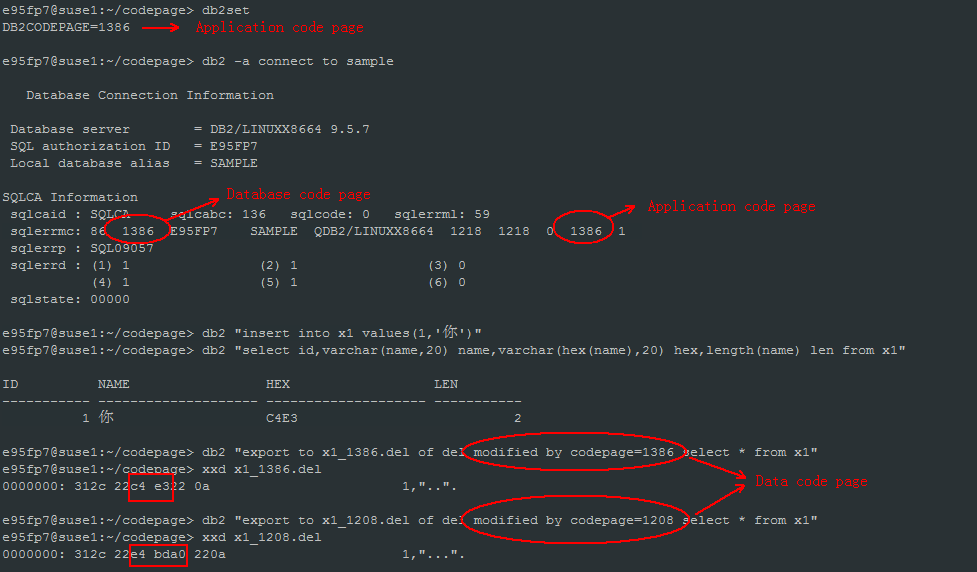 e95fp7@suse1:~/codepage> db2set
DB2CODEPAGE=1386 Application code page
e95fp7@suse1:~/codepage> db2 -a connect to sample
Database Connection Information
Database server = DB2/LINUXX8664 9.5.7
SQL authorization ID = E95FP7
Local database alias = SAMPLE
SQLCA Information Database code page
sqlcaid : SQLCA sqlcabc: 136 sqlcode: 0 sqlerrml: 59 Application code page
sqlerrmc: 86 1386 E95FP7 SAMPLE QDB2/LINUXX8664 1218 1218 0 1386 1
sqlerrp : SQL09057
sqlerrd : (1) 1 (2) 1 (3) 0
(4) 1 (5) 1 (6) 0
sqlstate: 00000
e95fp7@suse1:~/codepage> db2 "insert into x1 values(1,'你')"
e95fp7@suse1:~/codepage> db2 "select id,varchar(name,20) name,varchar(hex(name),20) hex,length(name) len from x1"
ID NAME HEX LEN
----------- -------------------- -------------------- -----------
1 你 C4E3 2
e95fp7@suse1:~/codepage> db2 "export to x1_1386.del of del modified by codepage=1386 select * from x1"
e95fp7@suse1:~/codepage> xxd x1_1386.del
Data code page
0000000: 312c 22c4 e322 0a 1,"..".
e95fp7@suse1:~/codepage> db2 "export to x1_1208.del of del modified by codepage=1208 select * from x1"
e95fp7@suse1:~/codepage> xxd x1_1208.del
0000000: 312c 22e4 bda0 220a 1,"...".